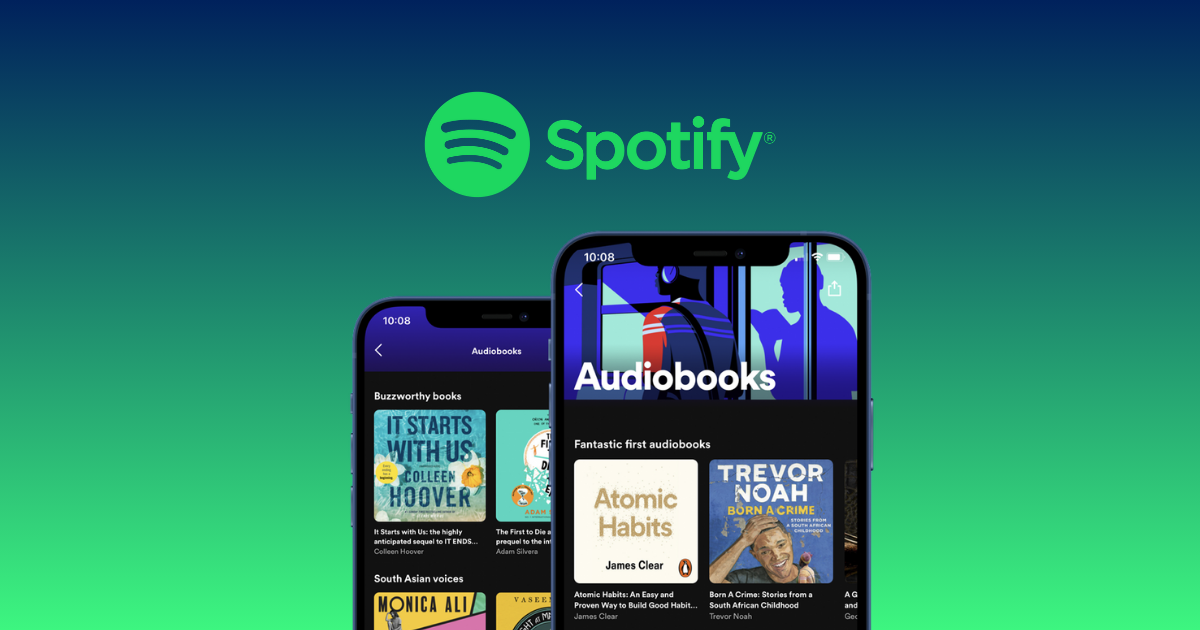 Spotify®
10:08
Audiobooks
Buzzworthy books
IT STARTS
WITH US
COLLEEN
HOOVER
It Starts with Us: the highly
anticipated sequel to IT ENDS...
Colleen Hoover
ADAM
The First to Die a
prequel to the int
Adam Silvera
South Asian voices
MONICA ALI
10:08
Audiobooks
Fantastic first audiobooks
Atomic
Habits
James Clear
Atomic Habits: An Easy and
Proven Way to Build Good Habit...
James Clear
TREVOR
NOAH
BORN A CRIME
STORIES FROM
A SOUTH AFRICAN
CHILDHOOD
Born A Crime: Stories from a
South African Childhood
Trevor Noah
A G
and
Geo